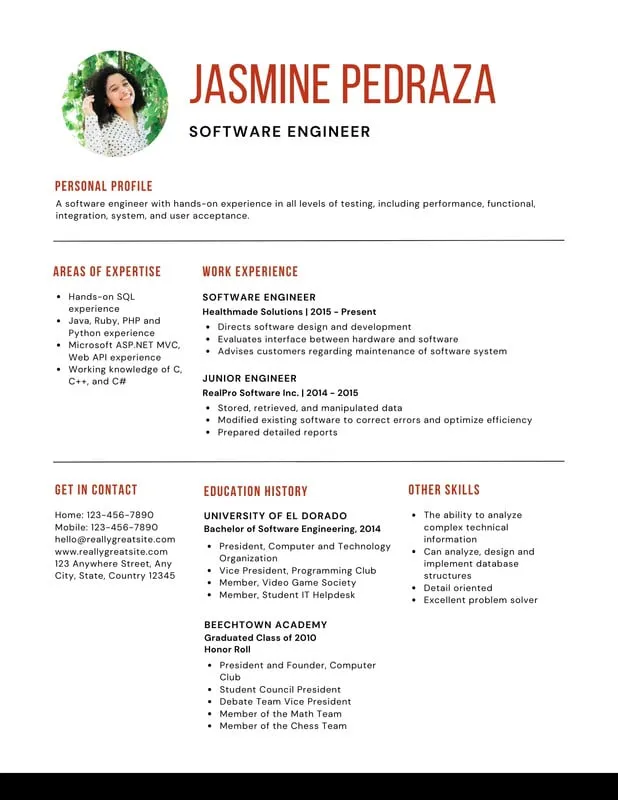 JASMINE PEDRAZA
SOFTWARE ENGINEER
PERSONAL PROFILE
A software engineer with hands-on experience in all levels of testing, including performance, functional,
integration, system, and user acceptance.
AREAS OF EXPERTISE
• Hands-on SQL
experience
• Java, Ruby, PHP and
Python experience
• Microsoft ASP.NET MVC,
Web API experience
• Working knowledge of C,
C++, and C#
WORK EXPERIENCE
SOFTWARE ENGINEER
Healthmade Solutions | 2015 - Present
• Directs software design and development
• Evaluates interface between hardware and software
• Advises customers regarding maintenance of software system
JUNIOR ENGINEER
RealPro Software Inc. | 2014 - 2015
• Stored, retrieved, and manipulated data
• Modified existing software to correct errors and optimize efficiency
• Prepared detailed reports
GET IN CONTACT
Home: 123-456-7890
Mobile: 123-456-7890
hello@reallygreatsite.com
www.reallygreatsite.com
123 Anywhere Street, Any
City, State, Country 12345
EDUCATION HISTORY
UNIVERSITY OF EL DORADO
Bachelor of Software Engineering, 2014
• President, Computer and Technology
Organization
• Vice President, Programming Club
• Member, Video Game Society
• Member, Student IT Helpdesk
BEECHTOWN ACADEMY
Graduated Class of 2010
Honor Roll
• President and Founder, Computer
Club
• Student Council President
• Debate Team Vice President
• Member of the Math Team
• Member of the Chess Team
OTHER SKILLS
• The ability to analyze
complex technical
information
• Can analyze, design and
implement database
structures
• Detail oriented
• Excellent problem solver